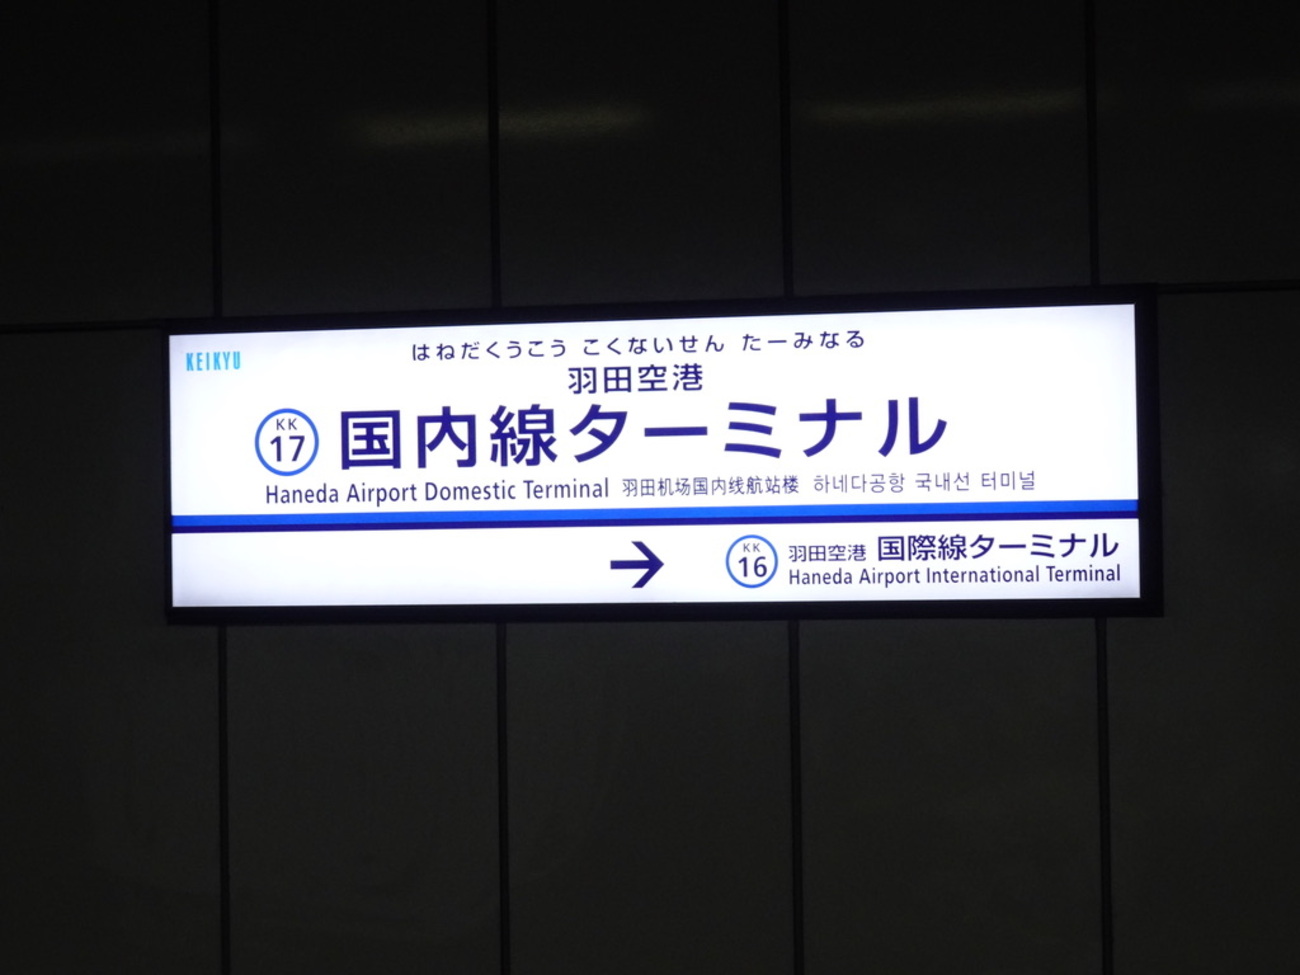 KEIKYU
はねだくうこう こくないせん たーみなる
羽田空港
KK
17
国内線ターミナル
Haneda Airport Domestic Terminal 羽田机场国内线航站楼 하네다공항 국내선 터미널
→
KK
16
羽田空港 国際線ターミナル
Haneda Airport International Terminal